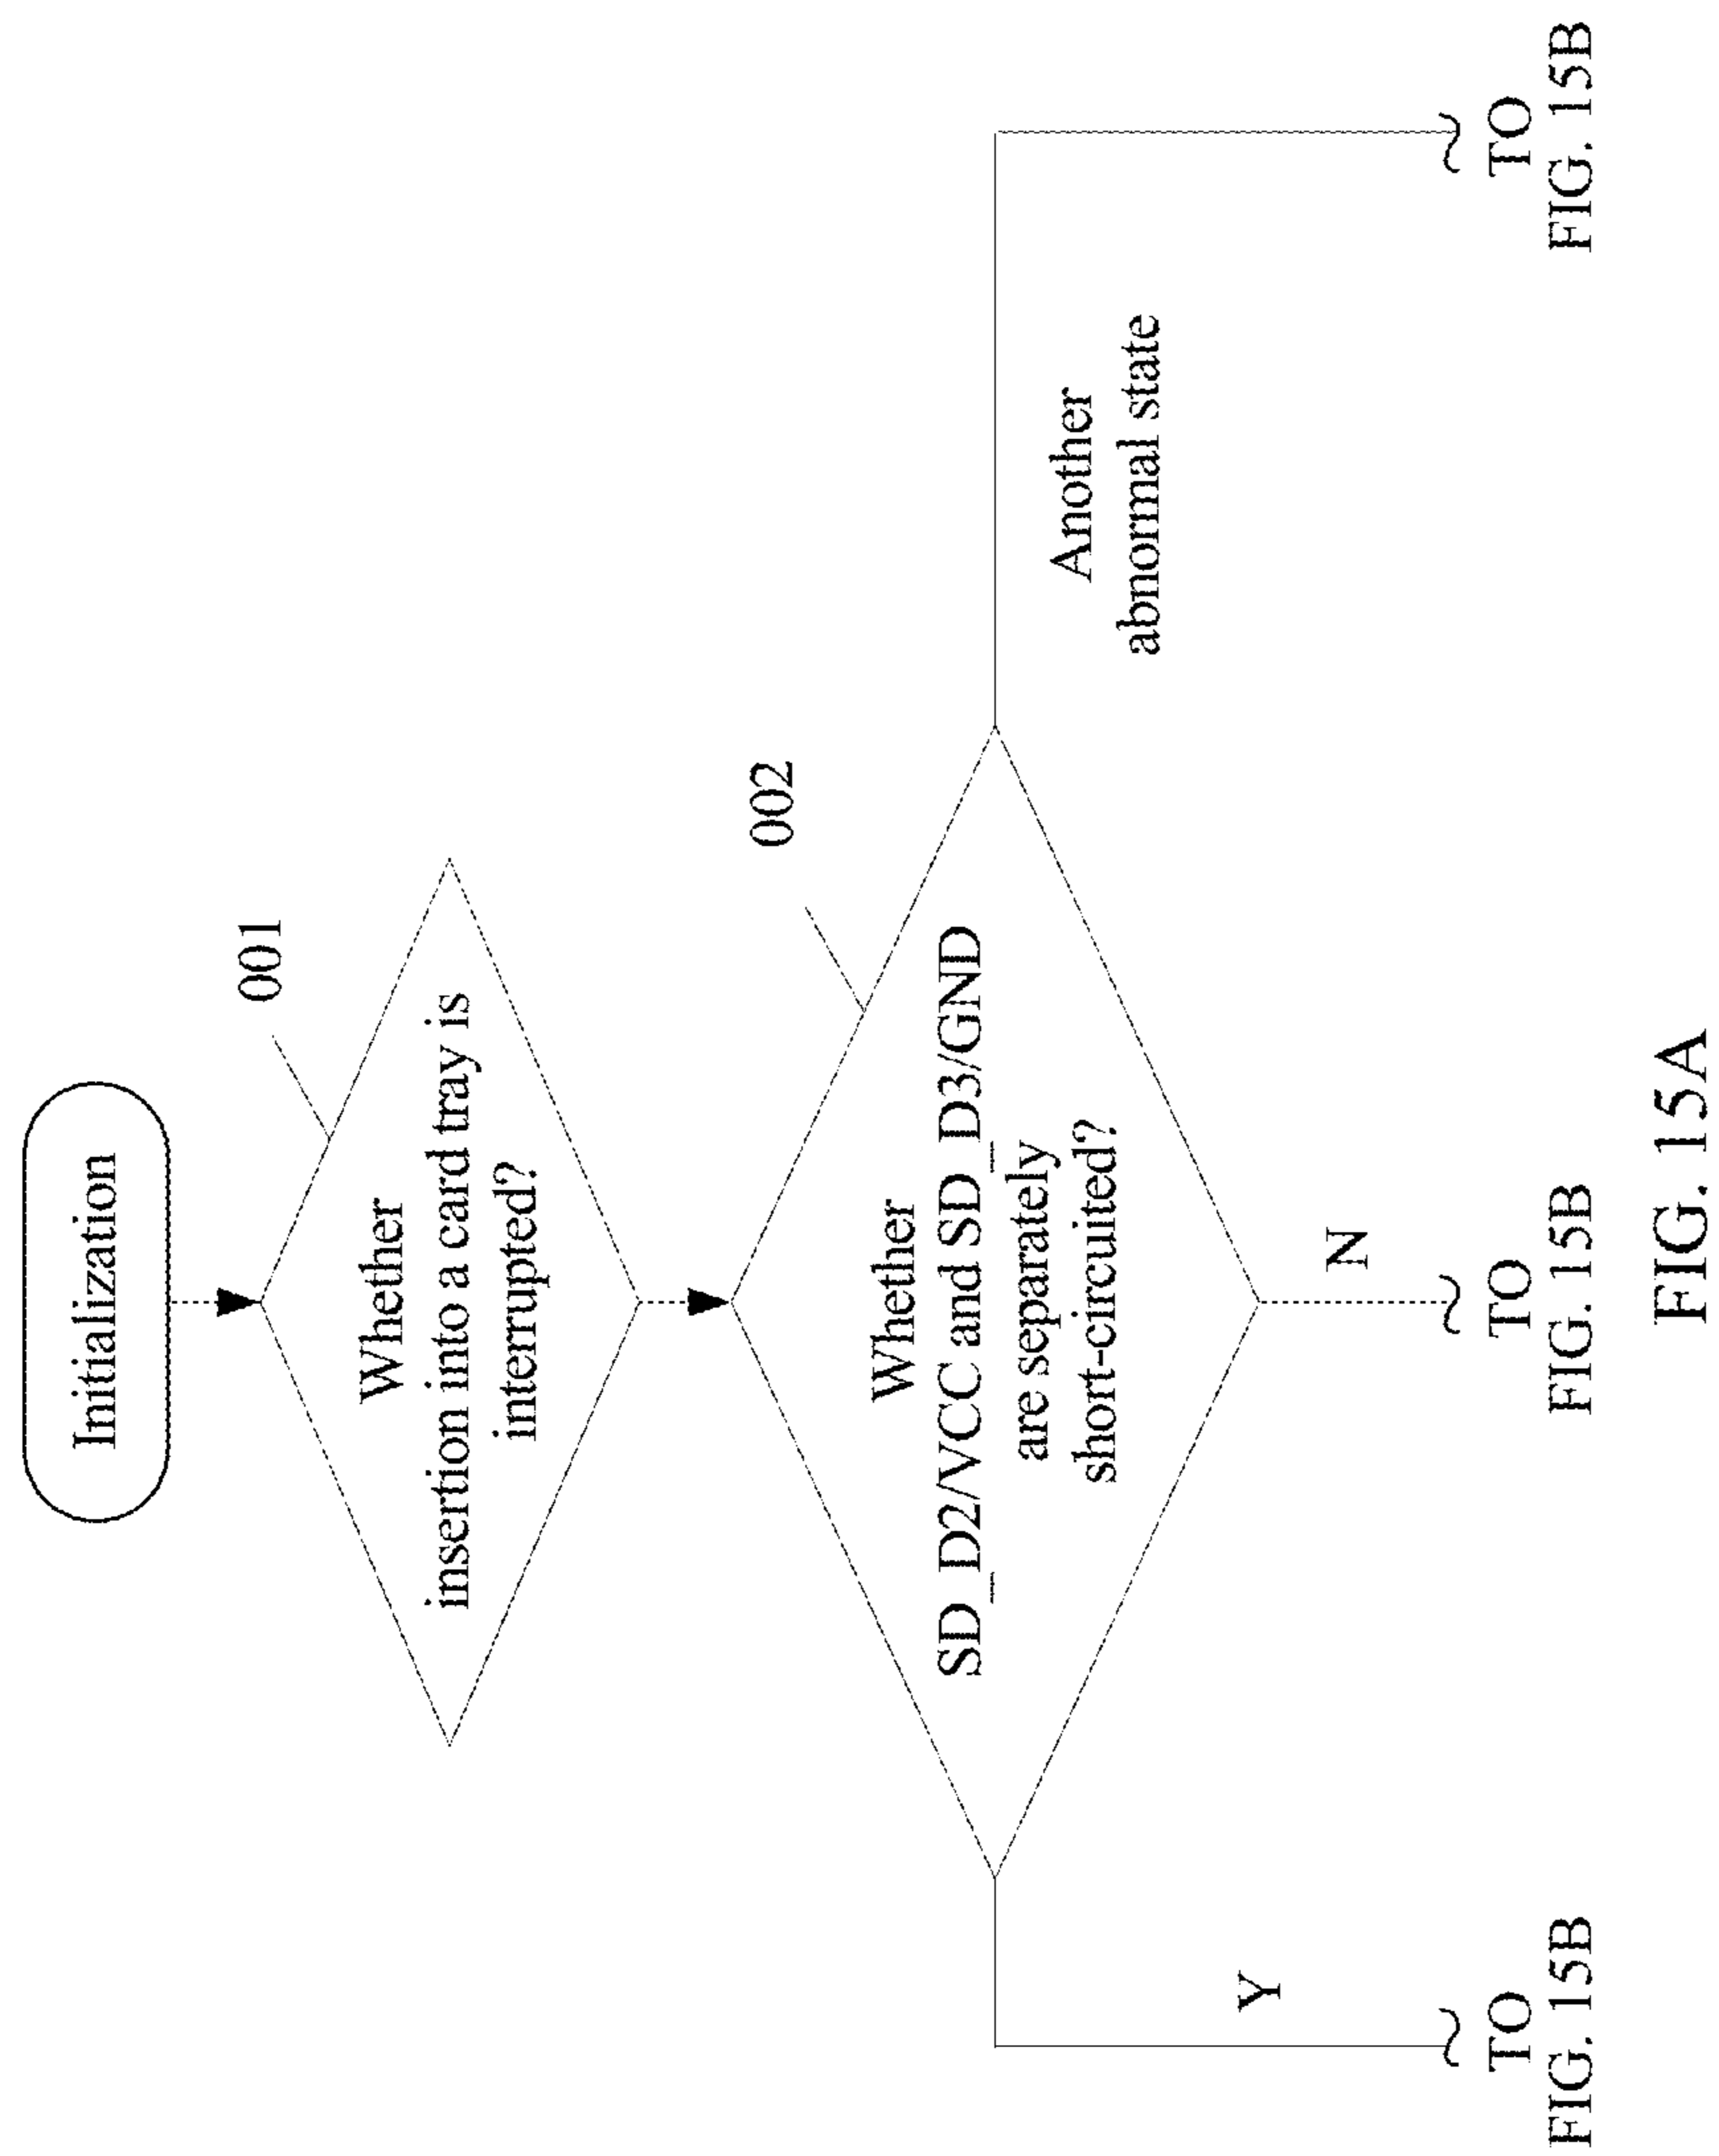 Initialization
001
Whether
insertion into a card tray is
interrupted?
002
Whether
SD_D2/VCC and SD_D3/GND
are separately
short-circuited?
Another
abnormal state
Y
N
TO
FIG. 15B
TO
FIG. 15B
TO
FIG. 15B
FIG. 15A